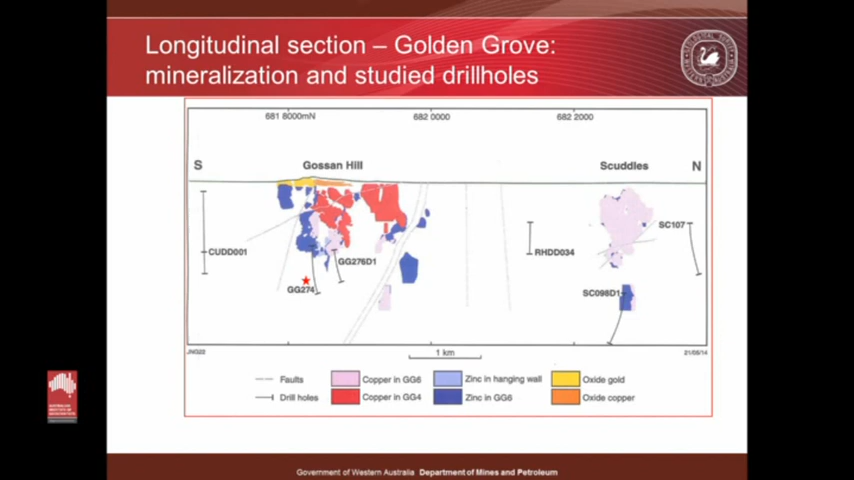 Longitudinal section – Golden Grove:
mineralization and studied drillholes
681 8000mN
682 0000
682 2000
S
Gossan Hill
Scuddles
N
SC107
CUDD001
GG276D1
RHDD034
GG274
SC098D1
JNG22
1 km
21/05/14
Faults
Copper in GG6
Zinc in hanging wall
Oxide gold
Drill holes
Copper in GG4
Zinc in GG6
Oxide copper
Government of Western Australia Department of Mines and Petroleum